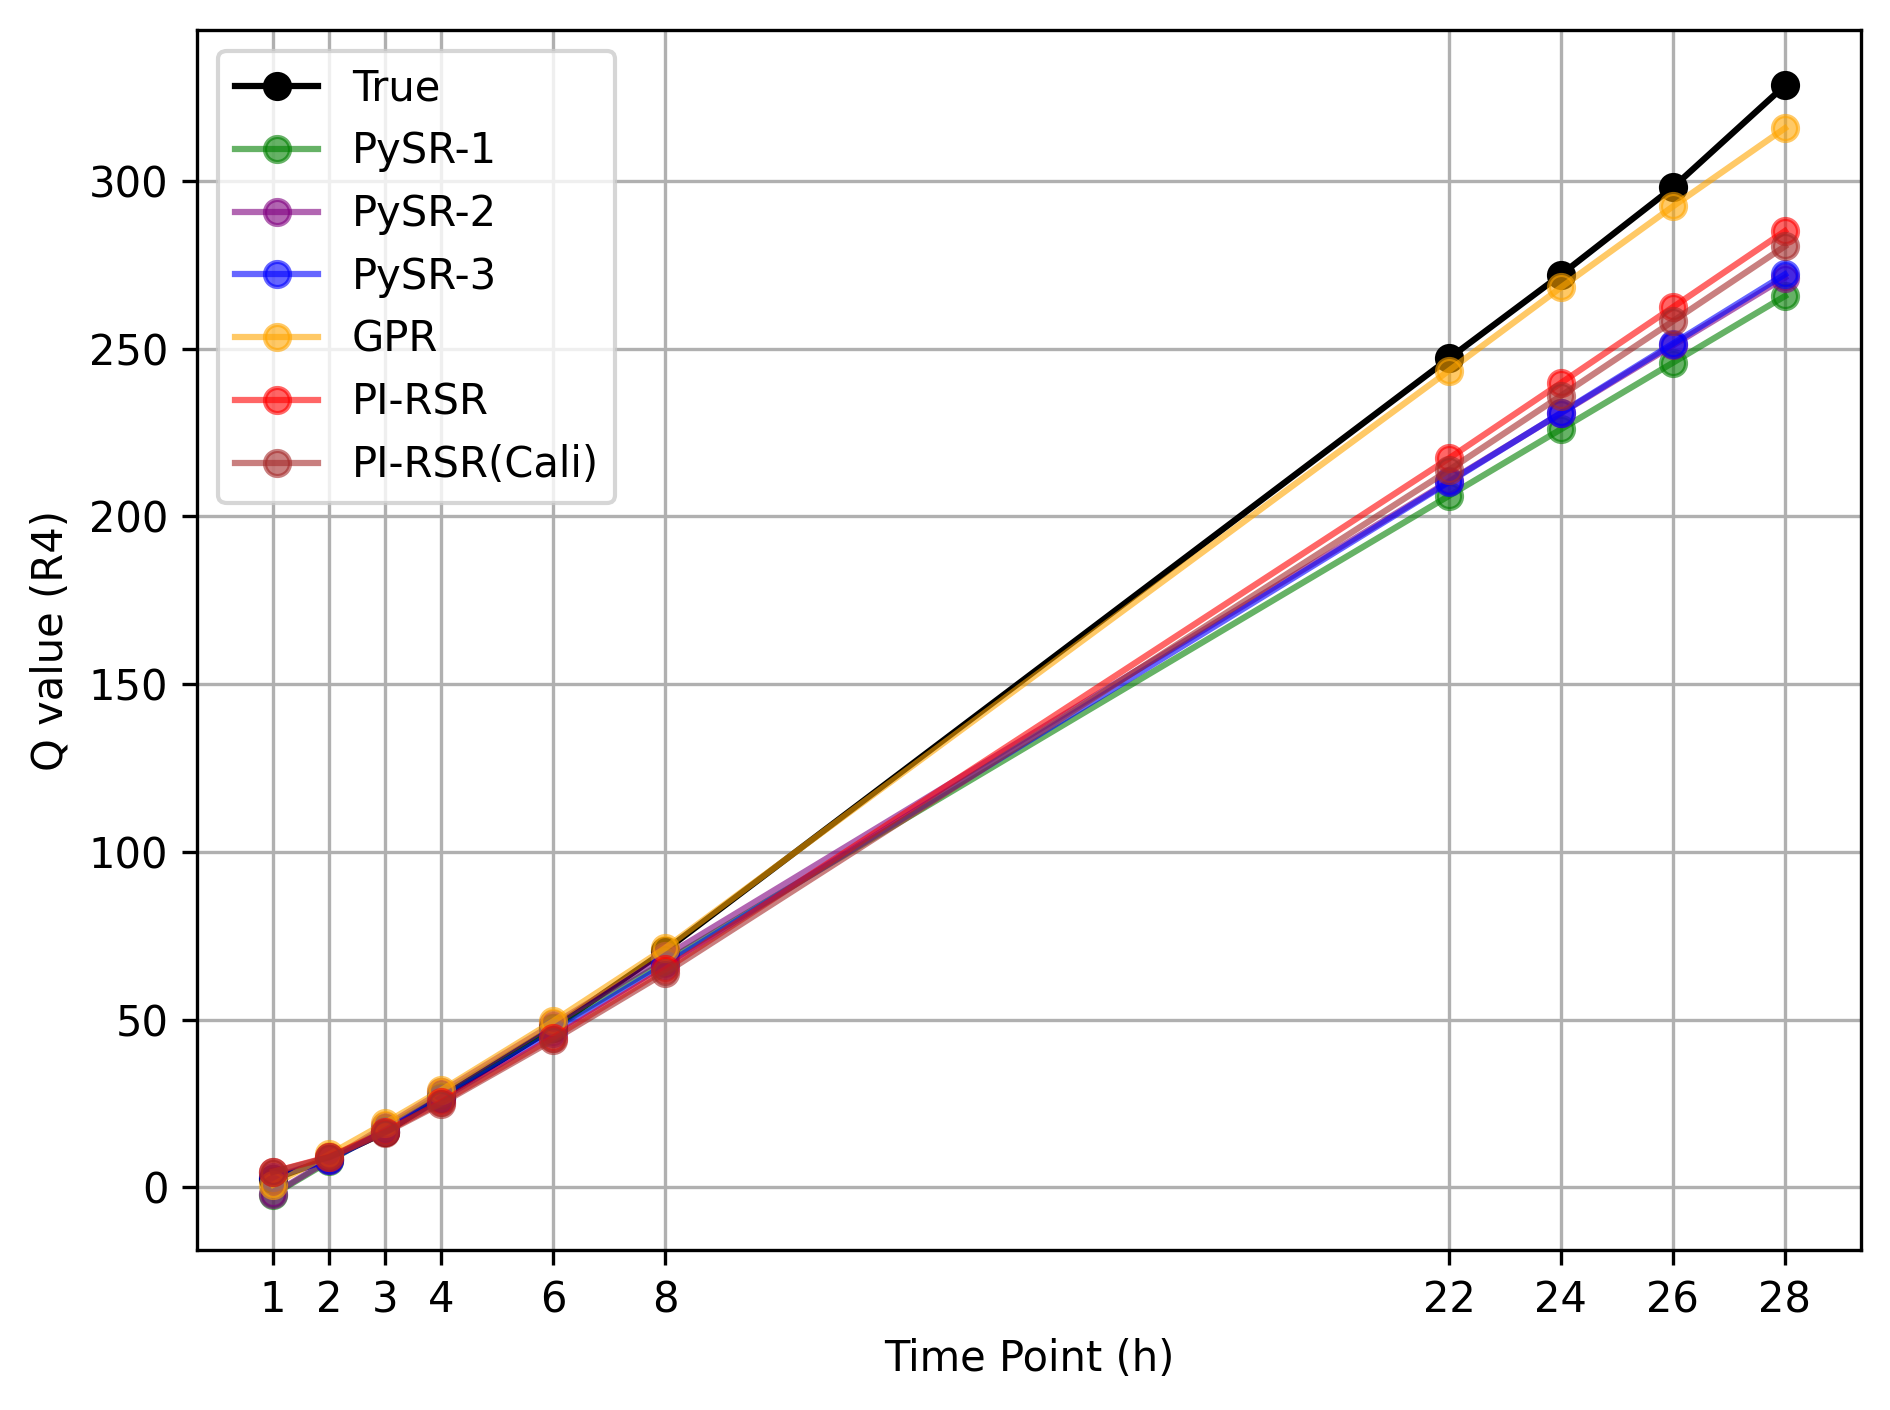 True
PySR-1
PySR-2
PySR-3
GPR
PI-RSR
PI-RSR(Cali)
300
250
200
150
100
50
0
Q value (R4)
1 2 3 4 6 8 22 24 26 28
Time Point (h)